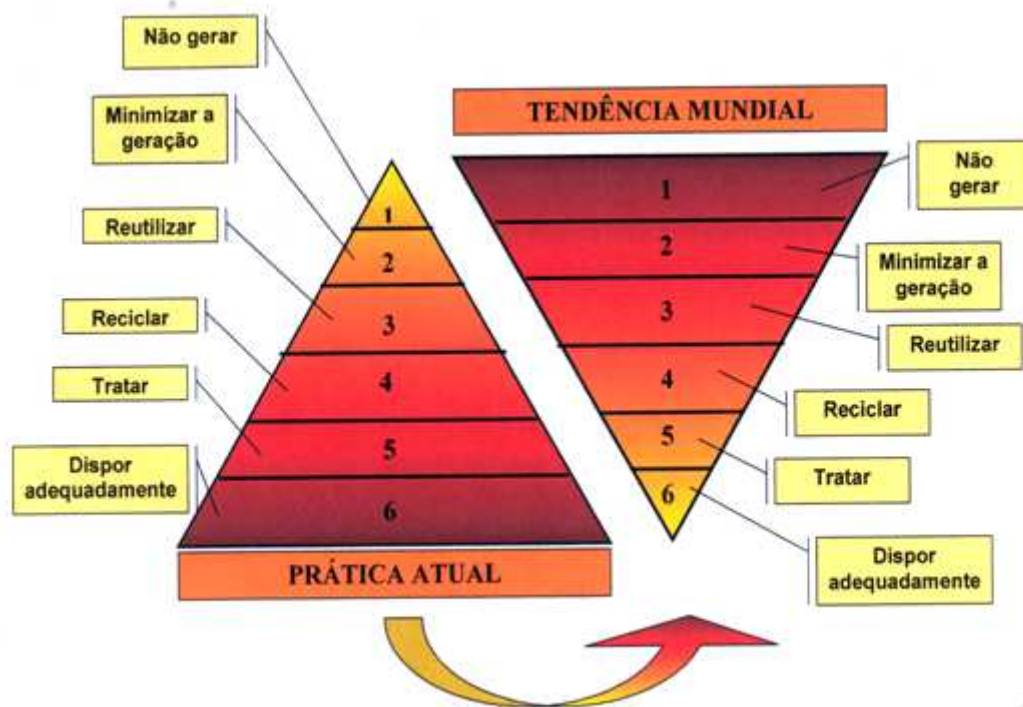 Não gerar
Minimizar a
geração
Reutilizar
Reciclar
Tratar
Dispor
adequadamente
1
2
3
4
5
6
PRÁTICA ATUAL
TENDÊNCIA MUNDIAL
1
2
3
4
5
6
Não
gerar
Minimizar a
geração
Reutilizar
Reciclar
Tratar
Dispor
adequadamente